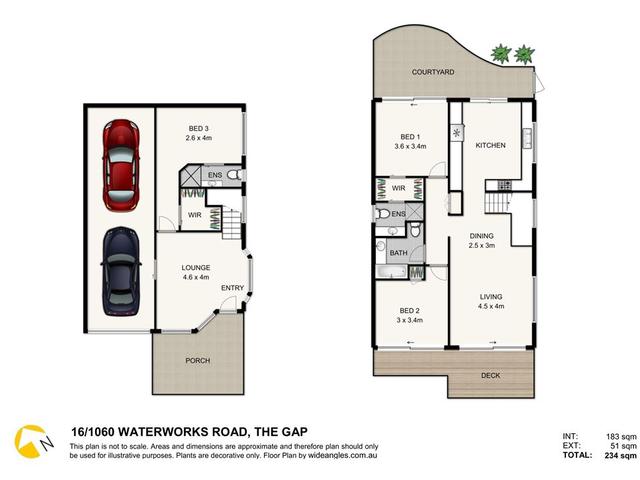 COURTYARD
BED 3
2.6 x 4m
ENS
WIR
LOUNGE
4.6 x 4m
ENTRY
PORCH
BED 1
3.6 x 3.4m
KITCHEN
WIR
ENS
BATH
DINING
2.5 x 3m
BED 2
3 x 3.4m
LIVING
4.5 x 4m
DECK
N
16/1060 WATERWORKS ROAD, THE GAP
This plan is not to scale. Areas and dimensions are approximate and therefore plan should only
be used for illustrative purposes. Plants are decorative only. Floor Plan by wideangles.com.au
INT: 183 sqm
EXT: 51 sqm
TOTAL: 234 sqm